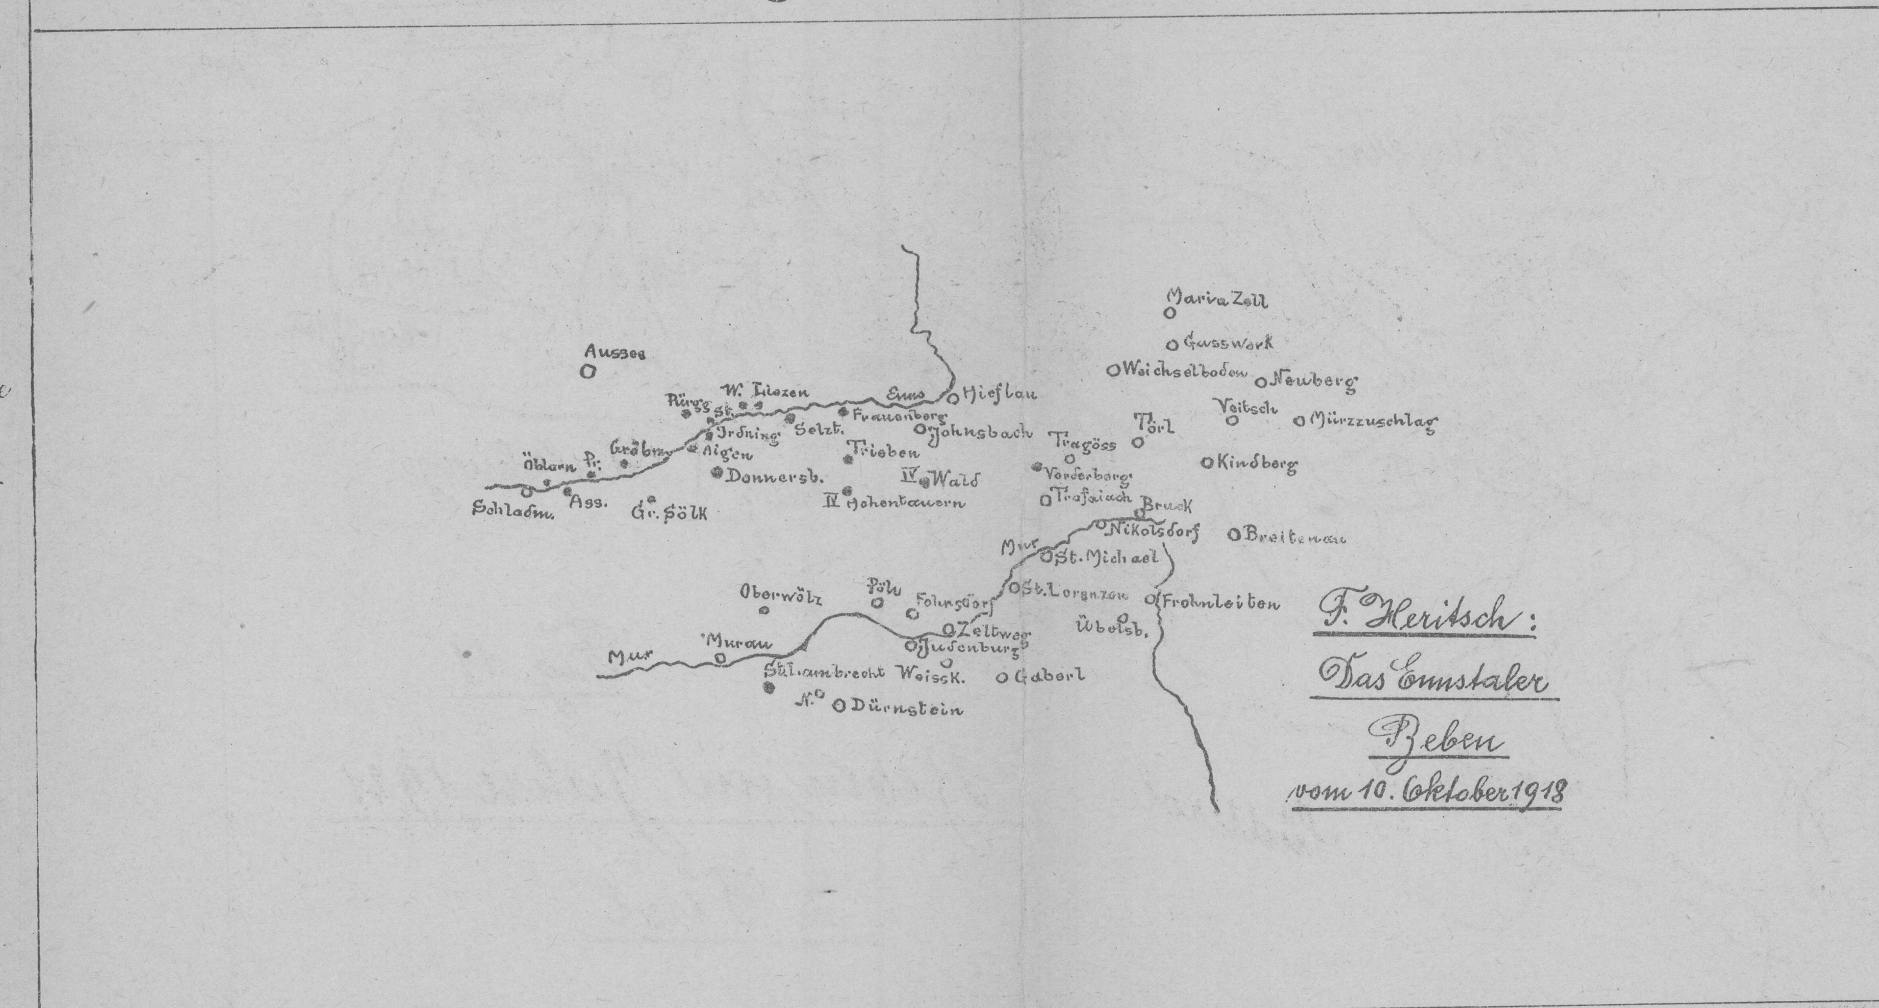 Maria Zell
Gusswerk
Aussee
Weichselboden
Neuberg
W. Liezen
Enns
Hieflau
Pürgg
St.
Frauenberg
Veitsch
Mürzzuschlag
Irdning
Selzt.
Johnsbach
Törl
Gröbm.
Aigen
Trieben
Tragöss
Öblarn
Pr.
Donnersb.
IV Wald
Vorderberg
Kindberg
Schladm.
Ass.
Gr. Sölk
IV Hohentauern
Trofaiach
Bruck
Nikolsdorf
Breitenau
Mur
St. Michael
Oberwölz
Pöls
Fohnsdorf
St. Lorenzen
Frohnleiten
Übelsb.
Zeltweg
Mur
Murau
Judenburg
St. Lambrecht
Weissk.
Gaberl
N.
Dürnstein
F. Heritsch:
Das Ennstaler
Beben
vom 10. Oktober 1918